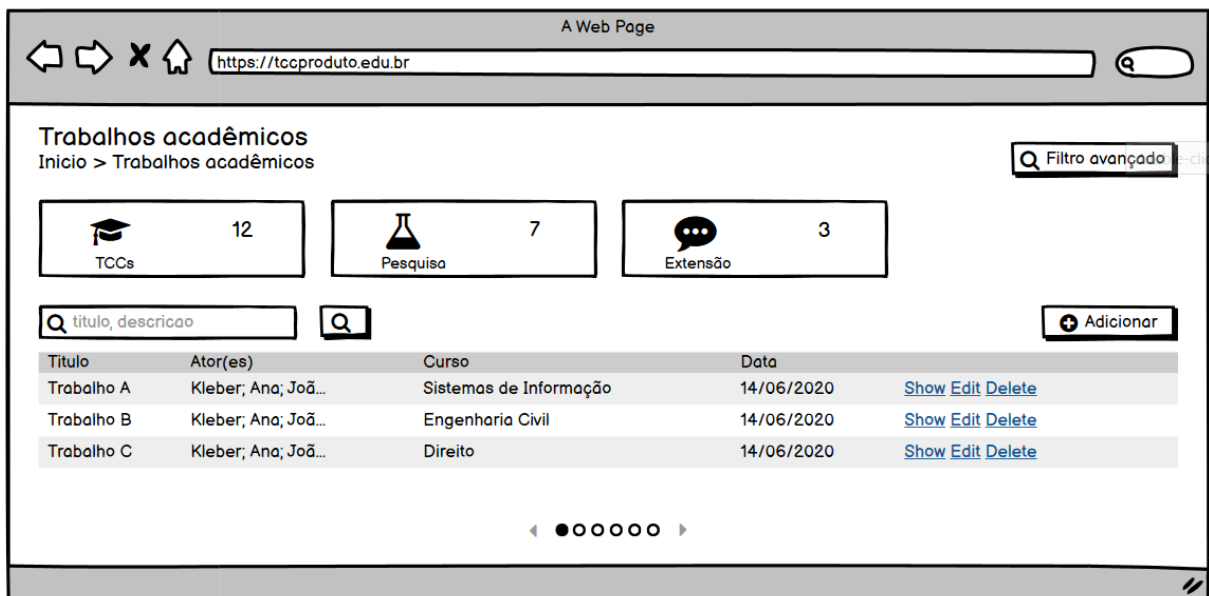 A Web Page
https://tccproduto.edu.br
Trabalhos acadêmicos
Inicio > Trabalhos acadêmicos
Filtro avançado
12
TCCs
7
Pesquisa
3
Extensão
titulo, descricao
Adicionar
Titulo Ator(es) Curso Data
Trabalho A Kleber; Ana; Joã... Sistemas de Informação 14/06/2020 Show Edit Delete
Trabalho B Kleber; Ana; Joã... Engenharia Civil 14/06/2020 Show Edit Delete
Trabalho C Kleber; Ana; Joã... Direito 14/06/2020 Show Edit Delete